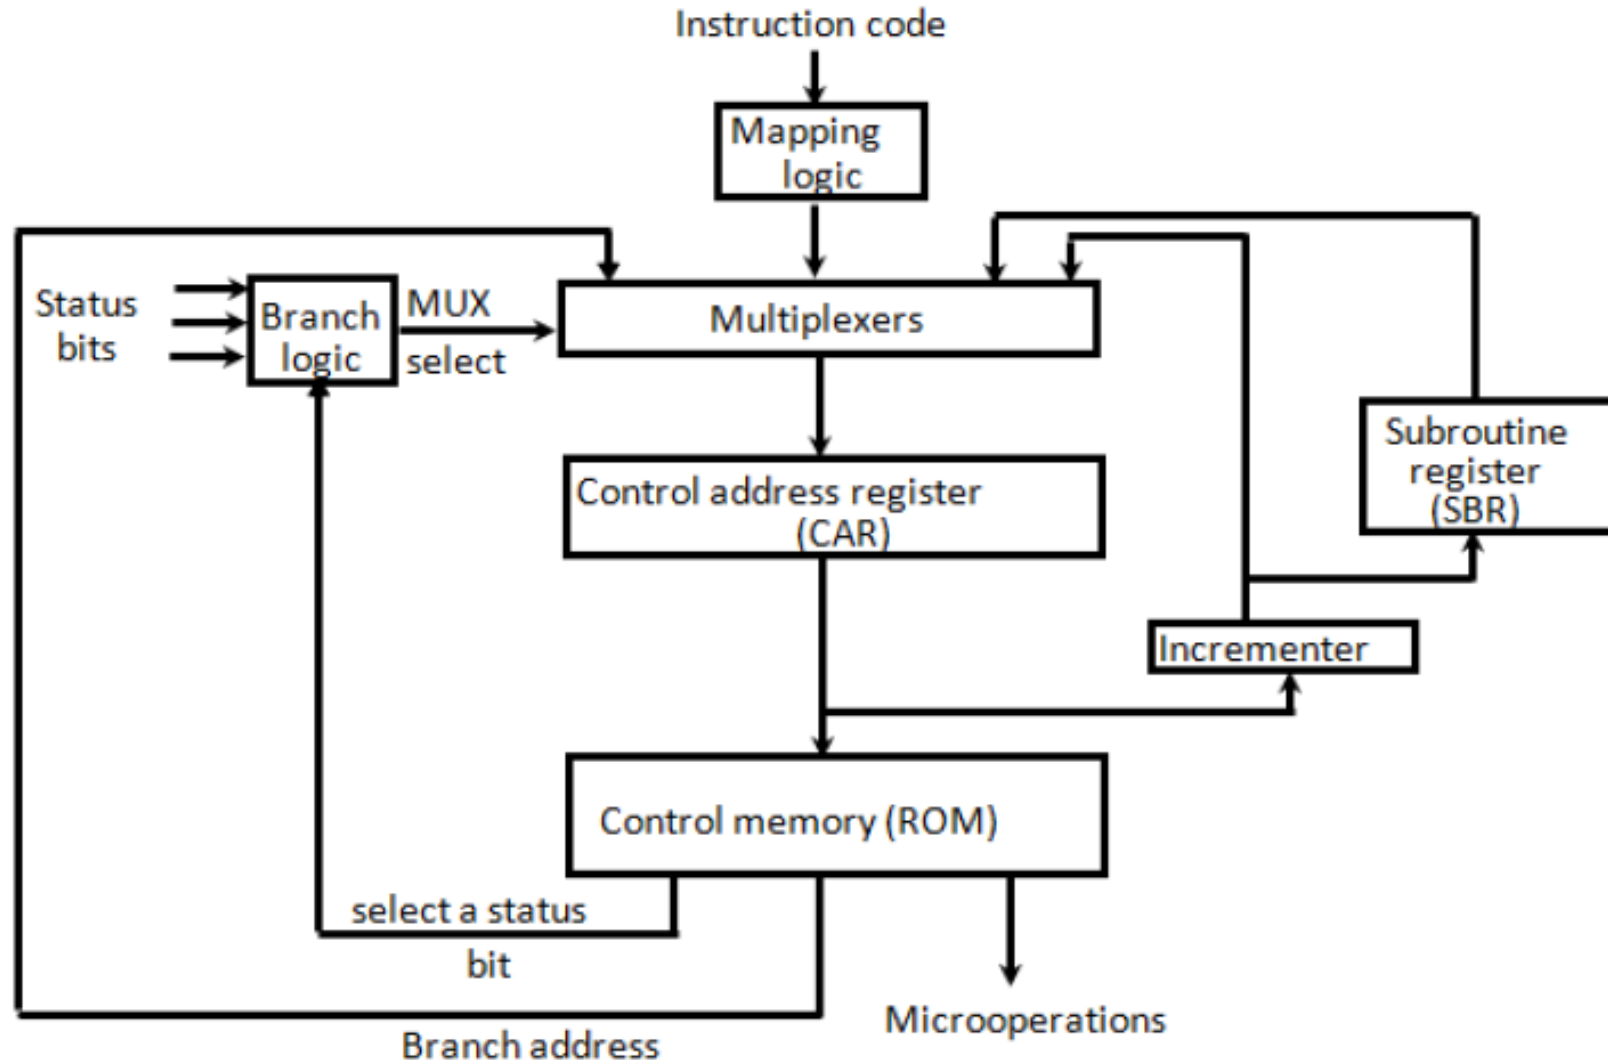 Instruction code
Mapping
logic
Status
bits
Branch
logic
MUX
select
Multiplexers
Control address register
(CAR)
Subroutine
register
(SBR)
Incrementer
Control memory (ROM)
select a status
bit
Microoperations
Branch address